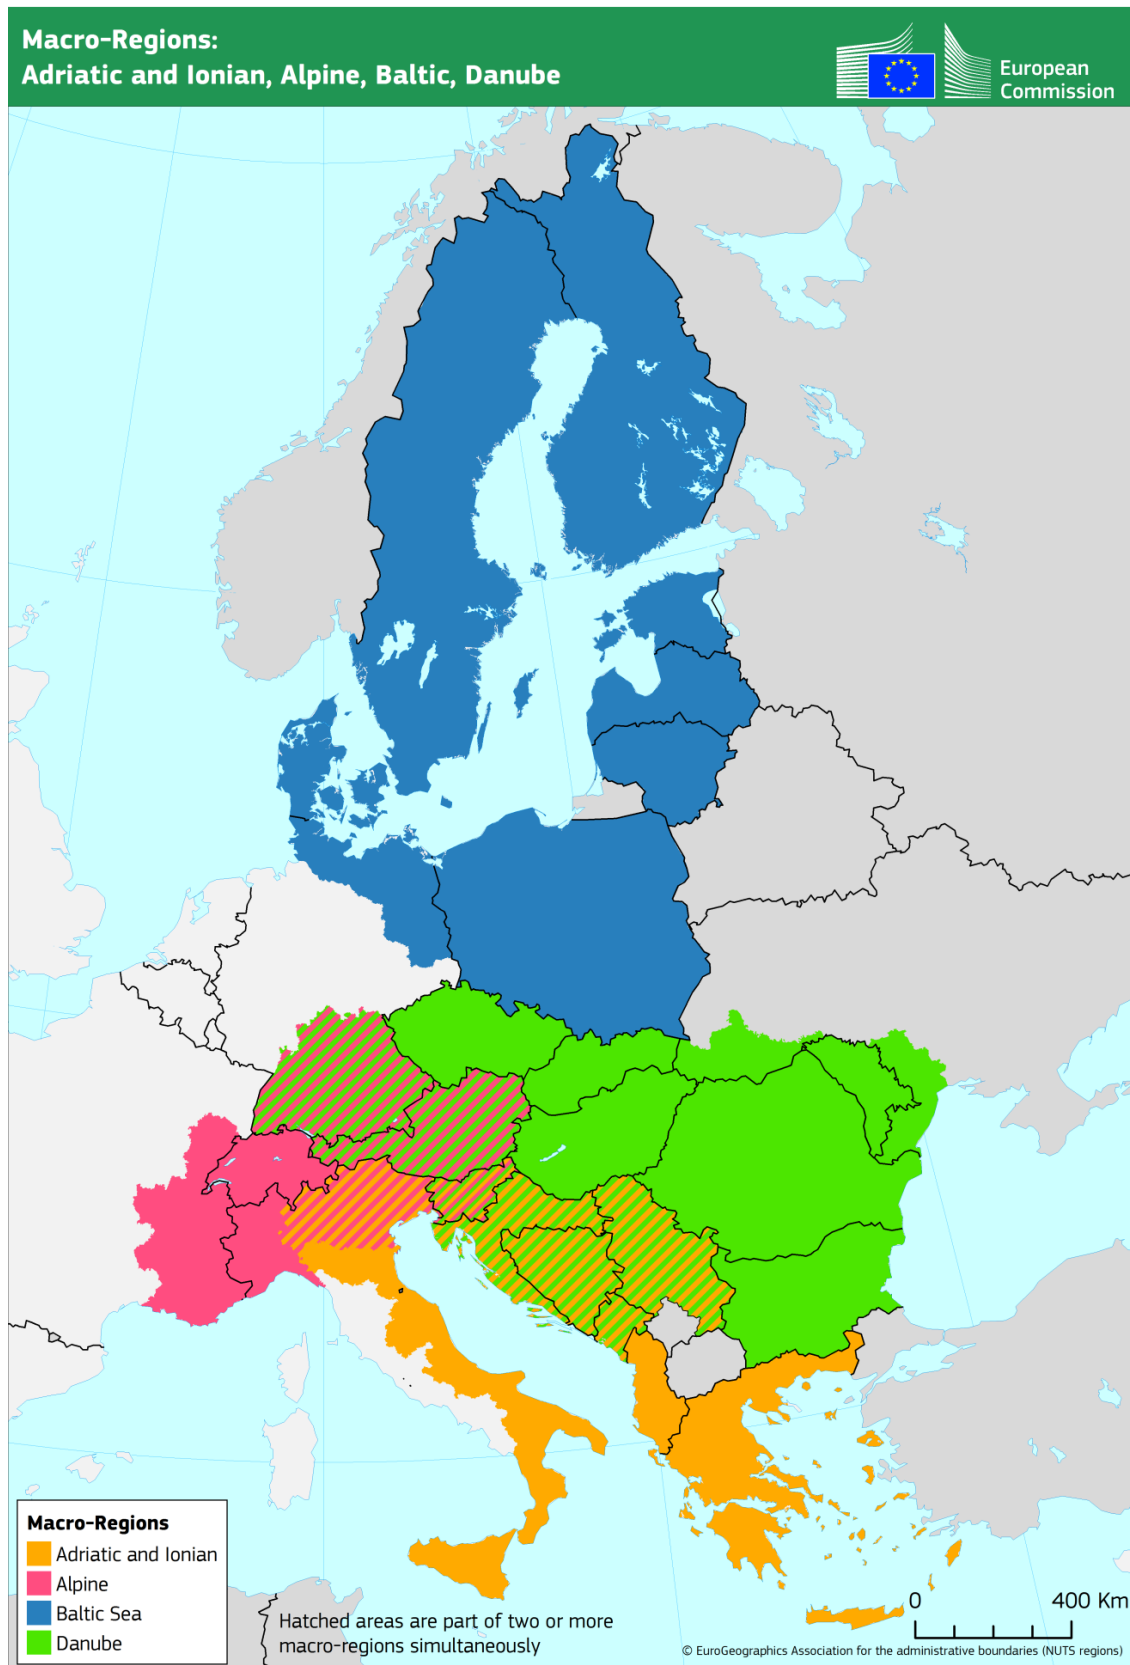 Macro-Regions:
Adriatic and Ionian, Alpine, Baltic, Danube
European
Commission
Macro-Regions
Adriatic and Ionian
Alpine
Baltic Sea
Danube
Hatched areas are part of two or more
macro-regions simultaneously
0 400 Km
© EuroGeographics Association for the administrative boundaries (NUTS regions)